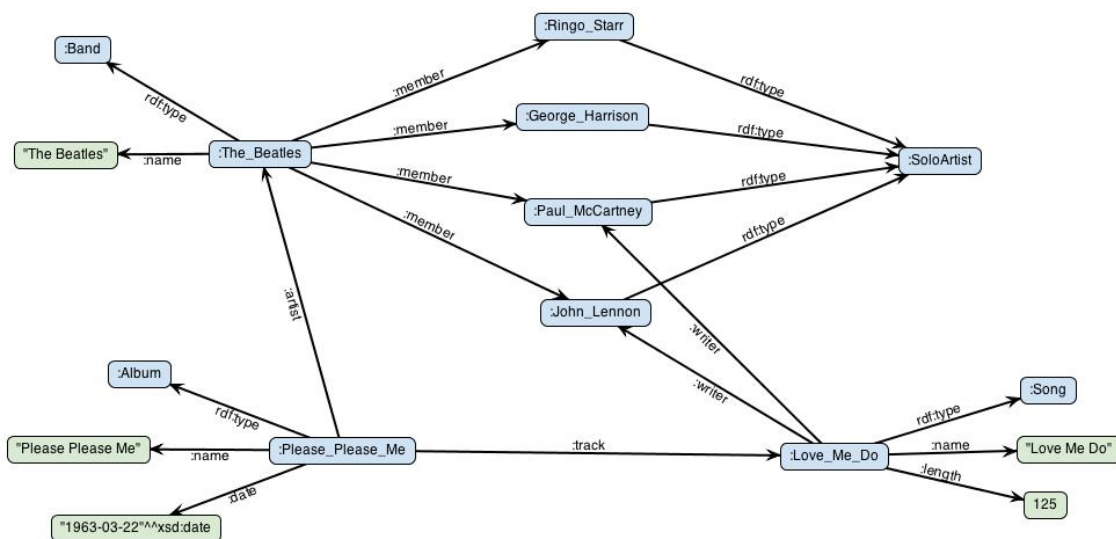 :Ringo_Starr
:Band
rdf:type
:member
rdf:type
:George_Harrison
:member
rdf:type
"The Beatles"
:name
:The_Beatles
:SoloArtist
:member
rdf:type
:Paul_McCartney
:member
rdf:type
:artist
:John_Lennon
:writer
:writer
:Album
rdf:type
:Song
rdf:type
"Please Please Me"
:name
:Please_Please_Me
:track
:Love_Me_Do
:name
"Love Me Do"
:date
:length
125
"1963-03-22"^^xsd:date